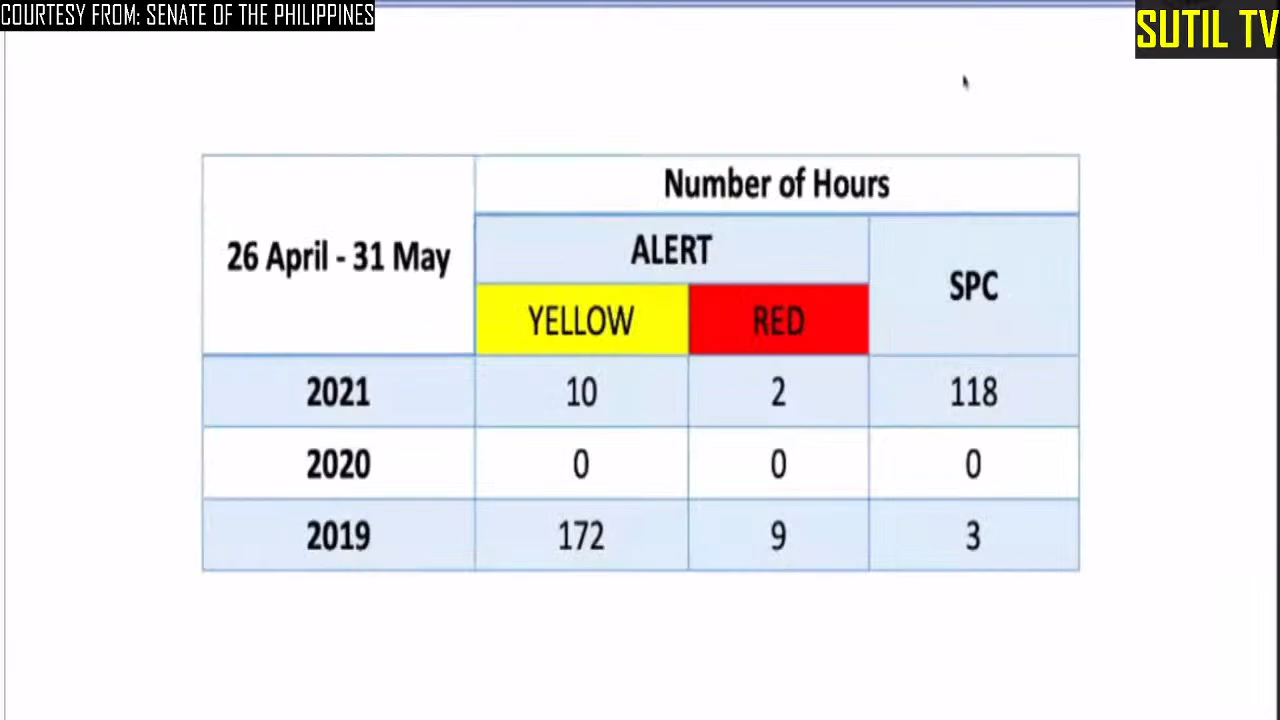 COURTESY FROM: SENATE OF THE PHILIPPINES
SUTIL TV
Number of Hours
26 April - 31 May
ALERT
SPC
YELLOW
RED
2021
10
2
118
2020
0
0
0
2019
172
9
3